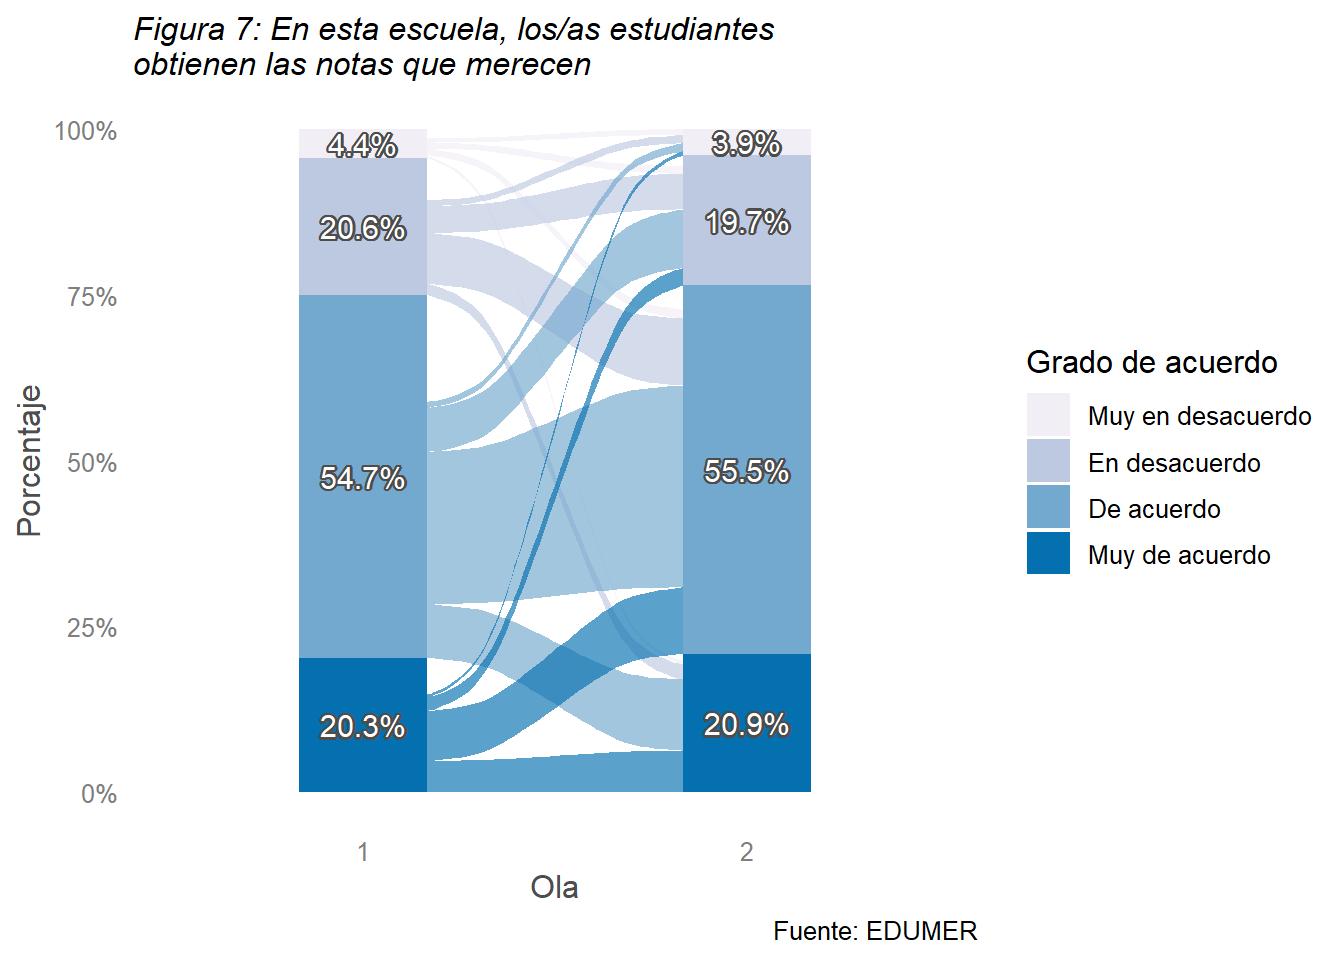 Figura 7: En esta escuela, los/as estudiantes
obtienen las notas que merecen
Porcentaje
100%
75%
50%
25%
0%
4.4%
20.6%
54.7%
20.3%
3.9%
19.7%
55.5%
20.9%
1
2
Ola
Grado de acuerdo
Muy en desacuerdo
En desacuerdo
De acuerdo
Muy de acuerdo
Fuente: EDUMER